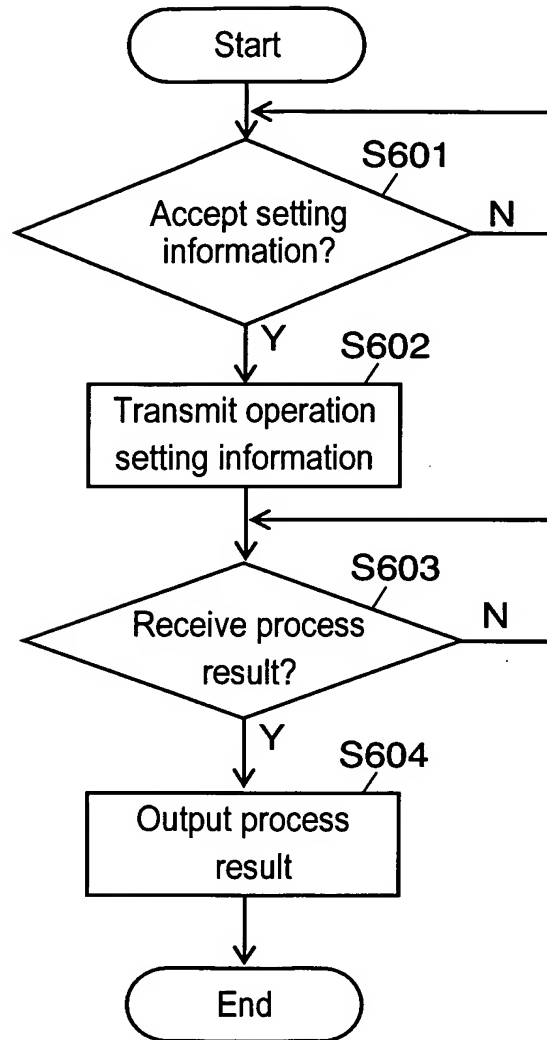 Start
S601
Accept setting
information?
N
Y
S602
Transmit operation
setting information
S603
Receive process
result?
N
Y
S604
Output process
result
End